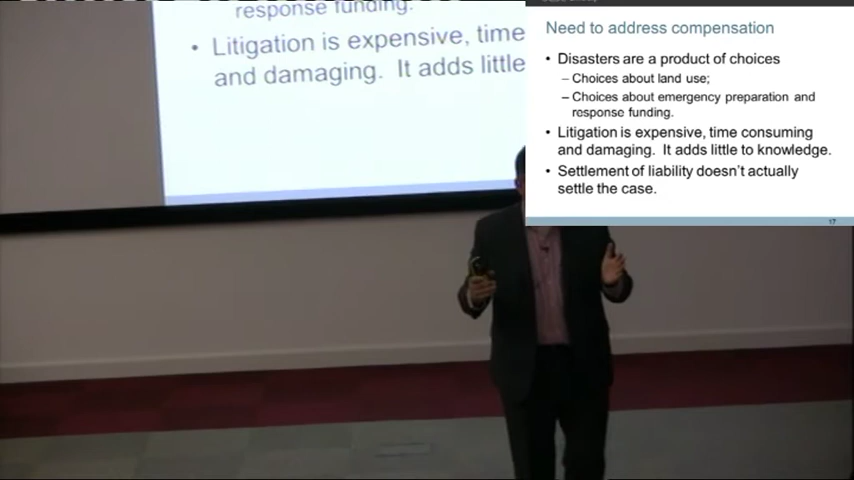 response funding.
• Litigation is expensive, time
and damaging. It adds little
Need to address compensation
• Disasters are a product of choices
– Choices about land use;
– Choices about emergency preparation and
response funding.
• Litigation is expensive, time consuming
and damaging. It adds little to knowledge.
• Settlement of liability doesn't actually
settle the case.
17